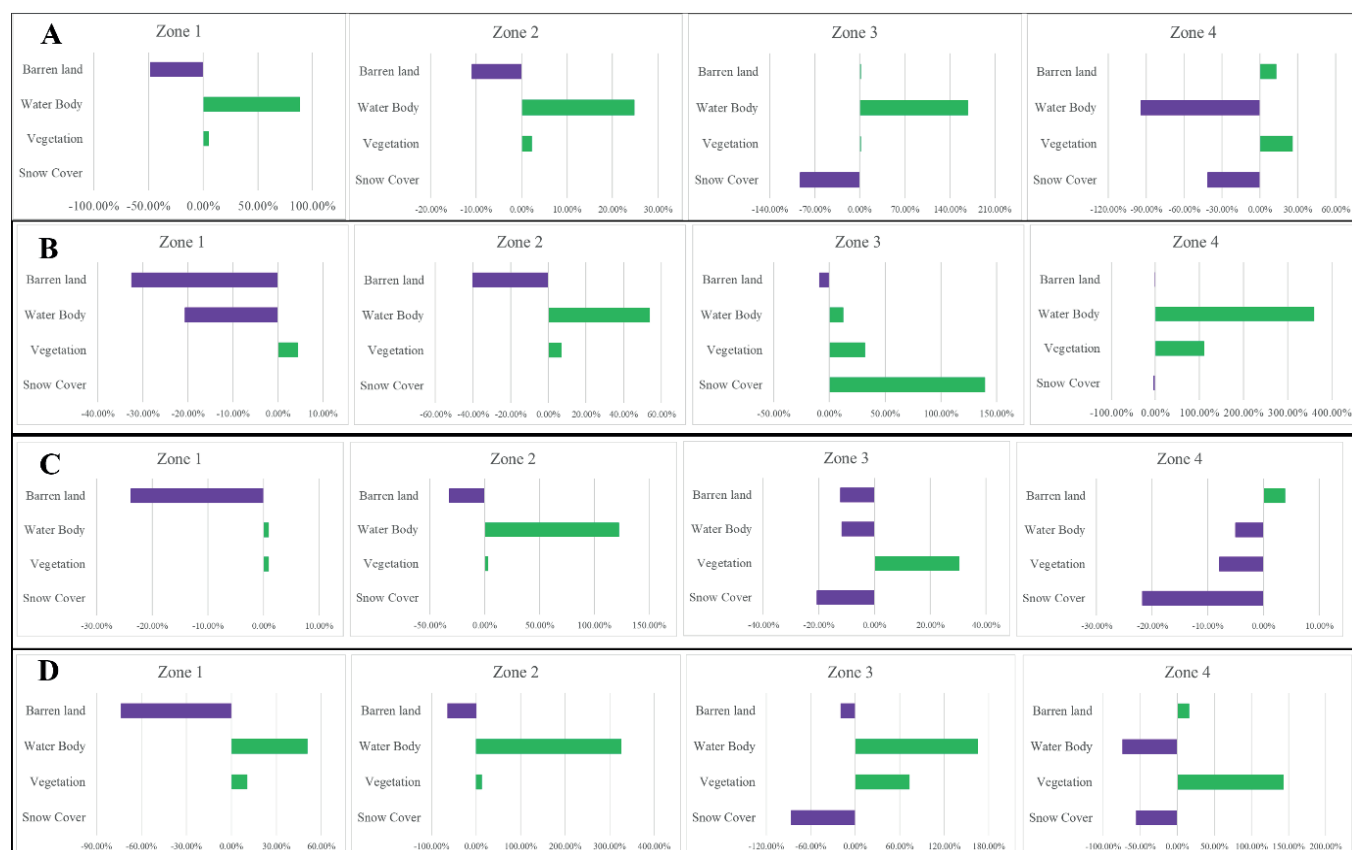 A
Zone 1
Barren land
Water Body
Vegetation
Snow Cover
-100.00% -50.00% 0.00% 50.00% 100.00%
Zone 2
Barren land
Water Body
Vegetation
Snow Cover
-20.00% -10.00% 0.00% 10.00% 20.00% 30.00%
Zone 3
Barren land
Water Body
Vegetation
Snow Cover
-140.00% -70.00% 0.00% 70.00% 140.00% 210.00%
Zone 4
Barren land
Water Body
Vegetation
Snow Cover
-120.00% -90.00% -60.00% -30.00% 0.00% 30.00% 60.00%
B
Zone 1
Barren land
Water Body
Vegetation
Snow Cover
-40.00% -30.00% -20.00% -10.00% 0.00% 10.00%
Zone 2
Barren land
Water Body
Vegetation
Snow Cover
-60.00% -40.00% -20.00% 0.00% 20.00% 40.00% 60.00%
Zone 3
Barren land
Water Body
Vegetation
Snow Cover
-50.00% 0.00% 50.00% 100.00% 150.00%
Zone 4
Barren land
Water Body
Vegetation
Snow Cover
-100.00% 0.00% 100.00% 200.00% 300.00% 400.00%
C
Zone 1
Barren land
Water Body
Vegetation
Snow Cover
-30.00% -20.00% -10.00% 0.00% 10.00%
Zone 2
Barren land
Water Body
Vegetation
Snow Cover
-50.00% 0.00% 50.00% 100.00% 150.00%
Zone 3
Barren land
Water Body
Vegetation
Snow Cover
-40.00% -20.00% 0.00% 20.00% 40.00%
Zone 4
Barren land
Water Body
Vegetation
Snow Cover
-30.00% -20.00% -10.00% 0.00% 10.00%
D
Zone 1
Barren land
Water Body
Vegetation
Snow Cover
-90.00% -60.00% -30.00% 0.00% 30.00% 60.00%
Zone 2
Barren land
Water Body
Vegetation
Snow Cover
-100.00% 0.00% 100.00% 200.00% 300.00% 400.00%
Zone 3
Barren land
Water Body
Vegetation
Snow Cover
-120.00% -60.00% 0.00% 60.00% 120.00% 180.00%
Zone 4
Barren land
Water Body
Vegetation
Snow Cover
-100.00% -50.00% 0.00% 50.00% 100.00% 150.00% 200.00%